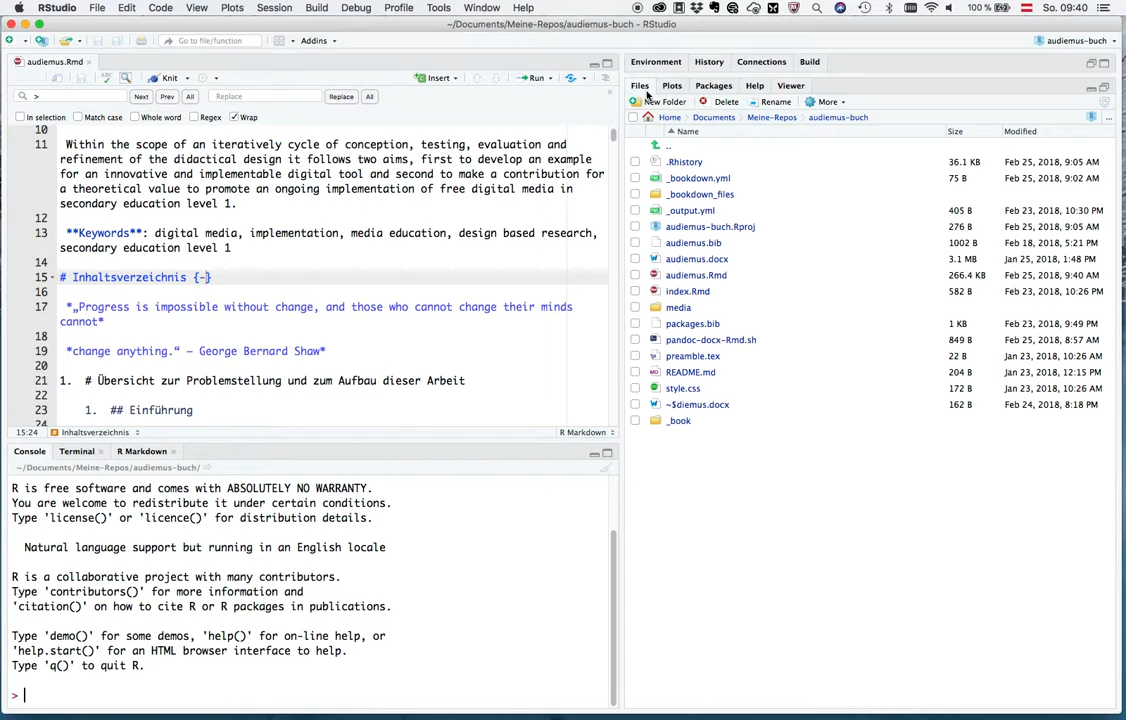 RStudio File Edit Code View Plots Session Build Debug Profile Tools Window Help 100 % So. 09:40
~/Documents/Meine-Repos/audiemus-buch - RStudio
Go to file/function Addins audiemus-buch
audiemus.Rmd
Knit Insert Run
> Next Prev All Replace Replace All
In selection Match case Whole word Regex Wrap
10
11 Within the scope of an iteratively cycle of conception, testing, evaluation and
refinement of the didactical design it follows two aims, first to develop an example
for an innovative and implementable digital tool and second to make a contribution for
a theoretical value to promote an ongoing implementation of free digital media in
secondary education level 1.
12
13 **Keywords**: digital media, implementation, media education, design based research,
secondary education level 1
14
15 # Inhaltsverzeichnis {-}
16
17 *„Progress is impossible without change, and those who cannot change their minds
cannot*
18
19 *change anything.“ – George Bernard Shaw*
20
21 1. # Übersicht zur Problemstellung und zum Aufbau dieser Arbeit
22
23 1. ## Einführung
24
15:24 Inhaltsverzeichnis R Markdown
Console Terminal R Markdown
~/Documents/Meine-Repos/audiemus-buch/
R is free software and comes with ABSOLUTELY NO WARRANTY.
You are welcome to redistribute it under certain conditions.
Type 'license()' or 'licence()' for distribution details.
Natural language support but running in an English locale
R is a collaborative project with many contributors.
Type 'contributors()' for more information and
'citation()' on how to cite R or R packages in publications.
Type 'demo()' for some demos, 'help()' for on-line help, or
'help.start()' for an HTML browser interface to help.
Type 'q()' to quit R.
>
Environment History Connections Build
Files Plots Packages Help Viewer
New Folder Delete Rename More
Home Documents Meine-Repos audiemus-buch ...
Name Size Modified
..
.Rhistory 36.1 KB Feb 25, 2018, 9:05 AM
_bookdown.yml 75 B Feb 25, 2018, 9:02 AM
_bookdown_files
_output.yml 405 B Feb 23, 2018, 10:30 PM
audiemus-buch.Rproj 276 B Feb 25, 2018, 9:05 AM
audiemus.bib 1002 B Feb 18, 2018, 5:21 PM
audiemus.docx 3.1 MB Jan 25, 2018, 1:48 PM
audiemus.Rmd 266.4 KB Feb 25, 2018, 9:40 AM
index.Rmd 582 B Feb 23, 2018, 10:26 PM
media
packages.bib 1 KB Feb 23, 2018, 9:49 PM
pandoc-docx-Rmd.sh 849 B Feb 25, 2018, 8:57 AM
preamble.tex 22 B Jan 23, 2018, 10:26 AM
README.md 204 B Jan 23, 2018, 12:15 PM
style.css 172 B Jan 23, 2018, 10:26 AM
~$diemus.docx 162 B Feb 24, 2018, 8:18 PM
_book